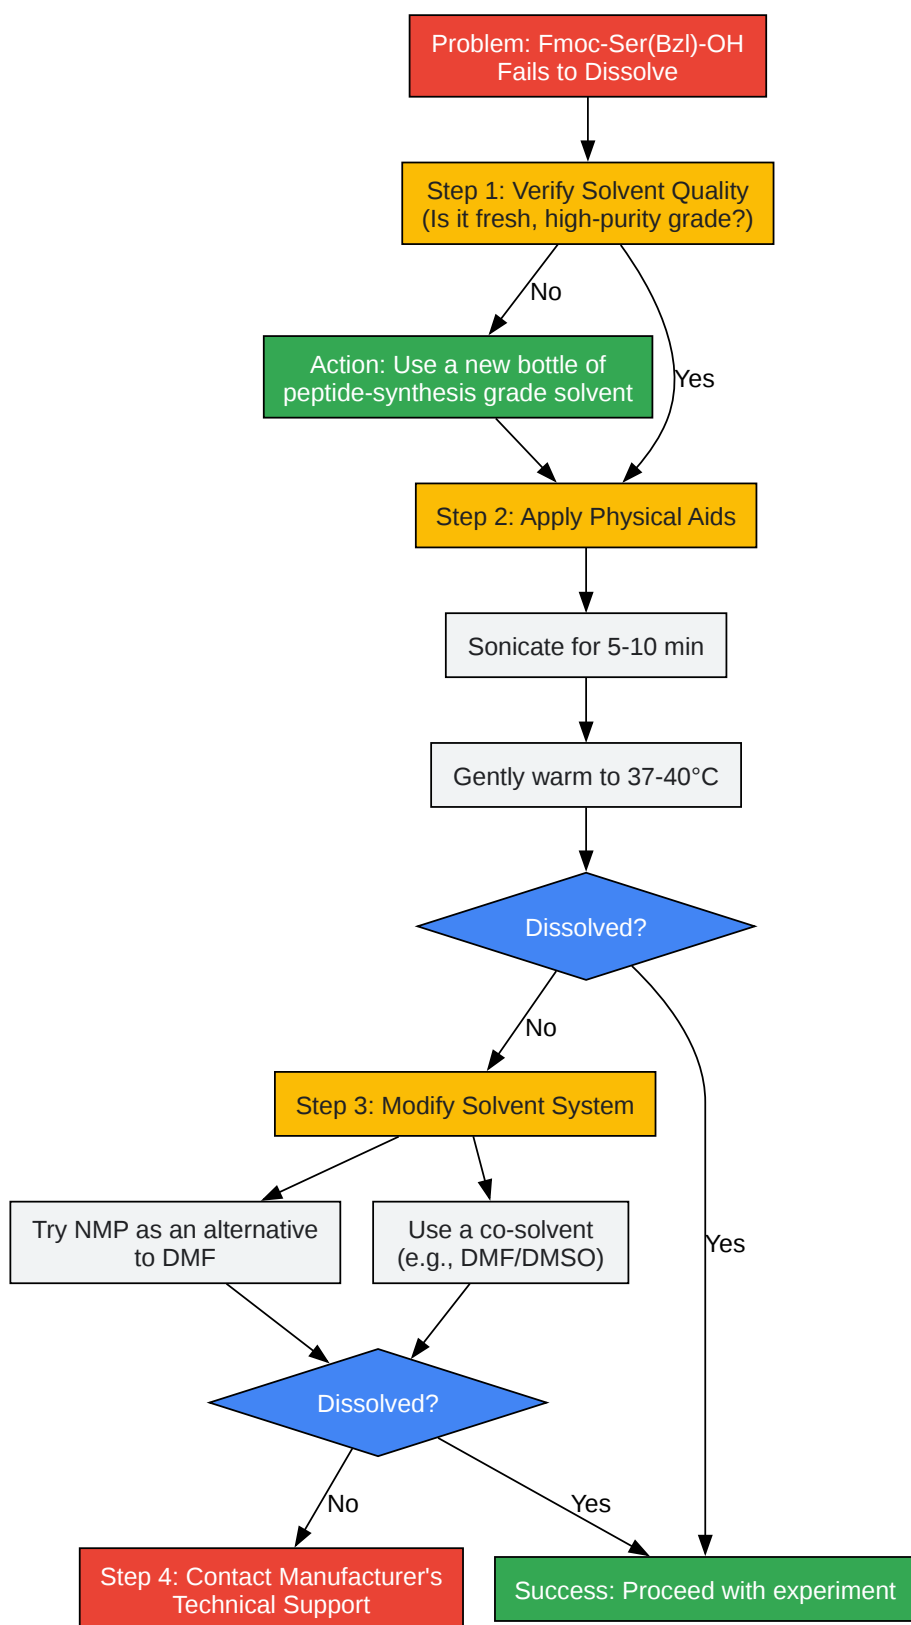 Problem: Fmoc-Ser(Bzl)-OH
Fails to Dissolve
Step 1: Verify Solvent Quality
(Is it fresh, high-purity grade?)
No
Action: Use a new bottle of
peptide-synthesis grade solvent
Yes
Step 2: Apply Physical Aids
Sonicate for 5-10 min
Gently warm to 37-40°C
Dissolved?
No
Step 3: Modify Solvent System
Try NMP as an alternative
to DMF
Use a co-solvent
(e.g., DMF/DMSO)
Yes
Dissolved?
No
Yes
Step 4: Contact Manufacturer's
Technical Support
Success: Proceed with experiment